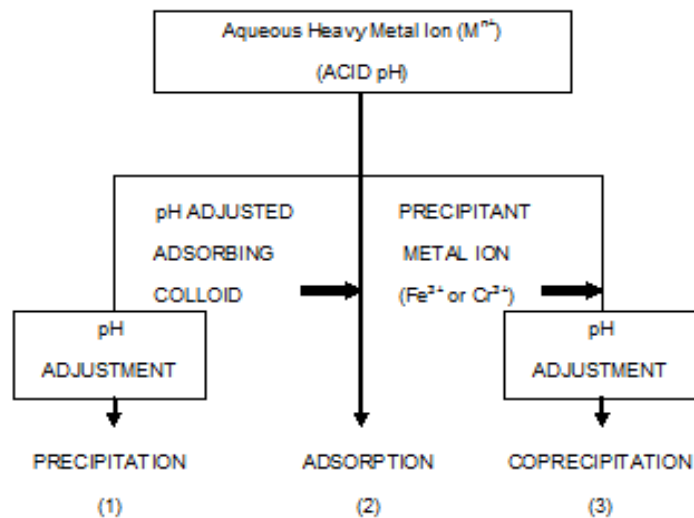 Aqueous Heavy Metal Ion (Mⁿ⁺)
(ACID pH)
pH ADJUSTED
ADSORBING
COLLOID
PRECIPITANT
METAL ION
(Fe³⁺ or Cr³⁺)
pH
ADJUSTMENT
pH
ADJUSTMENT
PRECIPITATION
(1)
ADSORPTION
(2)
COPRECIPITATION
(3)